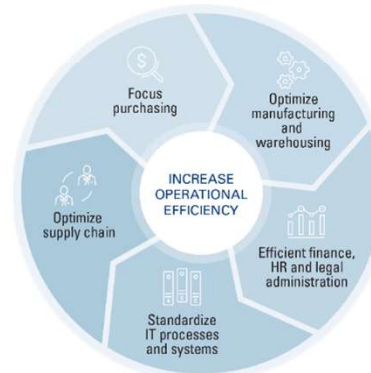 Focus
purchasing
Optimize
manufacturing
and
warehousing
INCREASE
OPERATIONAL
EFFICIENCY
Optimize
supply chain
Efficient finance,
HR and legal
administration
Standardize
IT processes
and systems